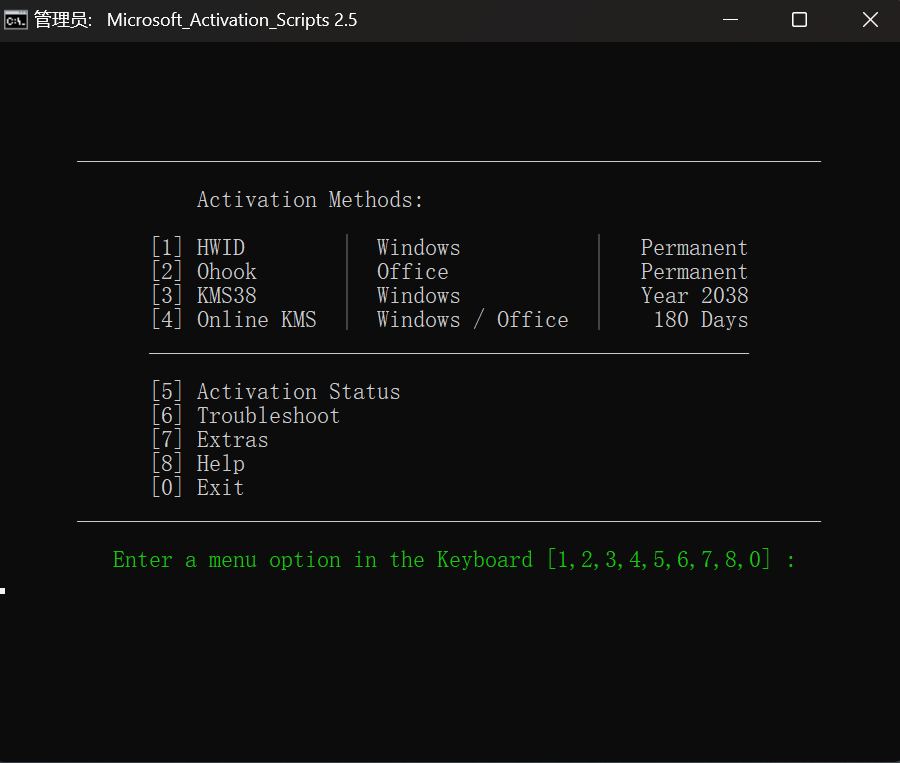 管理员: Microsoft_Activation_Scripts 2.5
Activation Methods:
[1] HWID | Windows | Permanent
[2] Ohook | Office | Permanent
[3] KMS38 | Windows | Year 2038
[4] Online KMS | Windows / Office | 180 Days
[5] Activation Status
[6] Troubleshoot
[7] Extras
[8] Help
[0] Exit
Enter a menu option in the Keyboard [1,2,3,4,5,6,7,8,0] :